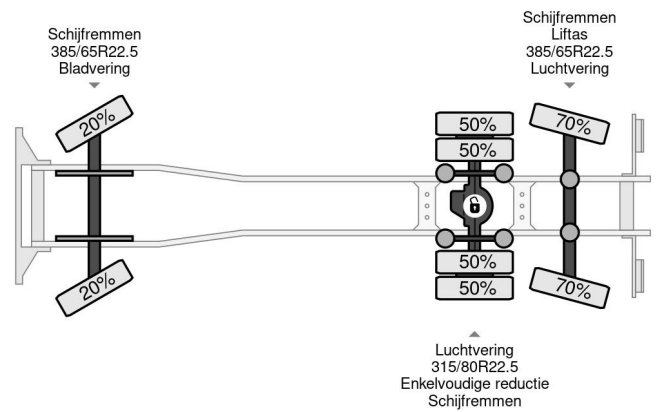 Schijfremmen
385/65R22.5
Bladvering
Schijfremmen
Liftas
385/65R22.5
Luchtvering
20%
50%
50%
70%
20%
50%
50%
70%
Luchtvering
315/80R22.5
Enkelvoudige reductie
Schijfremmen